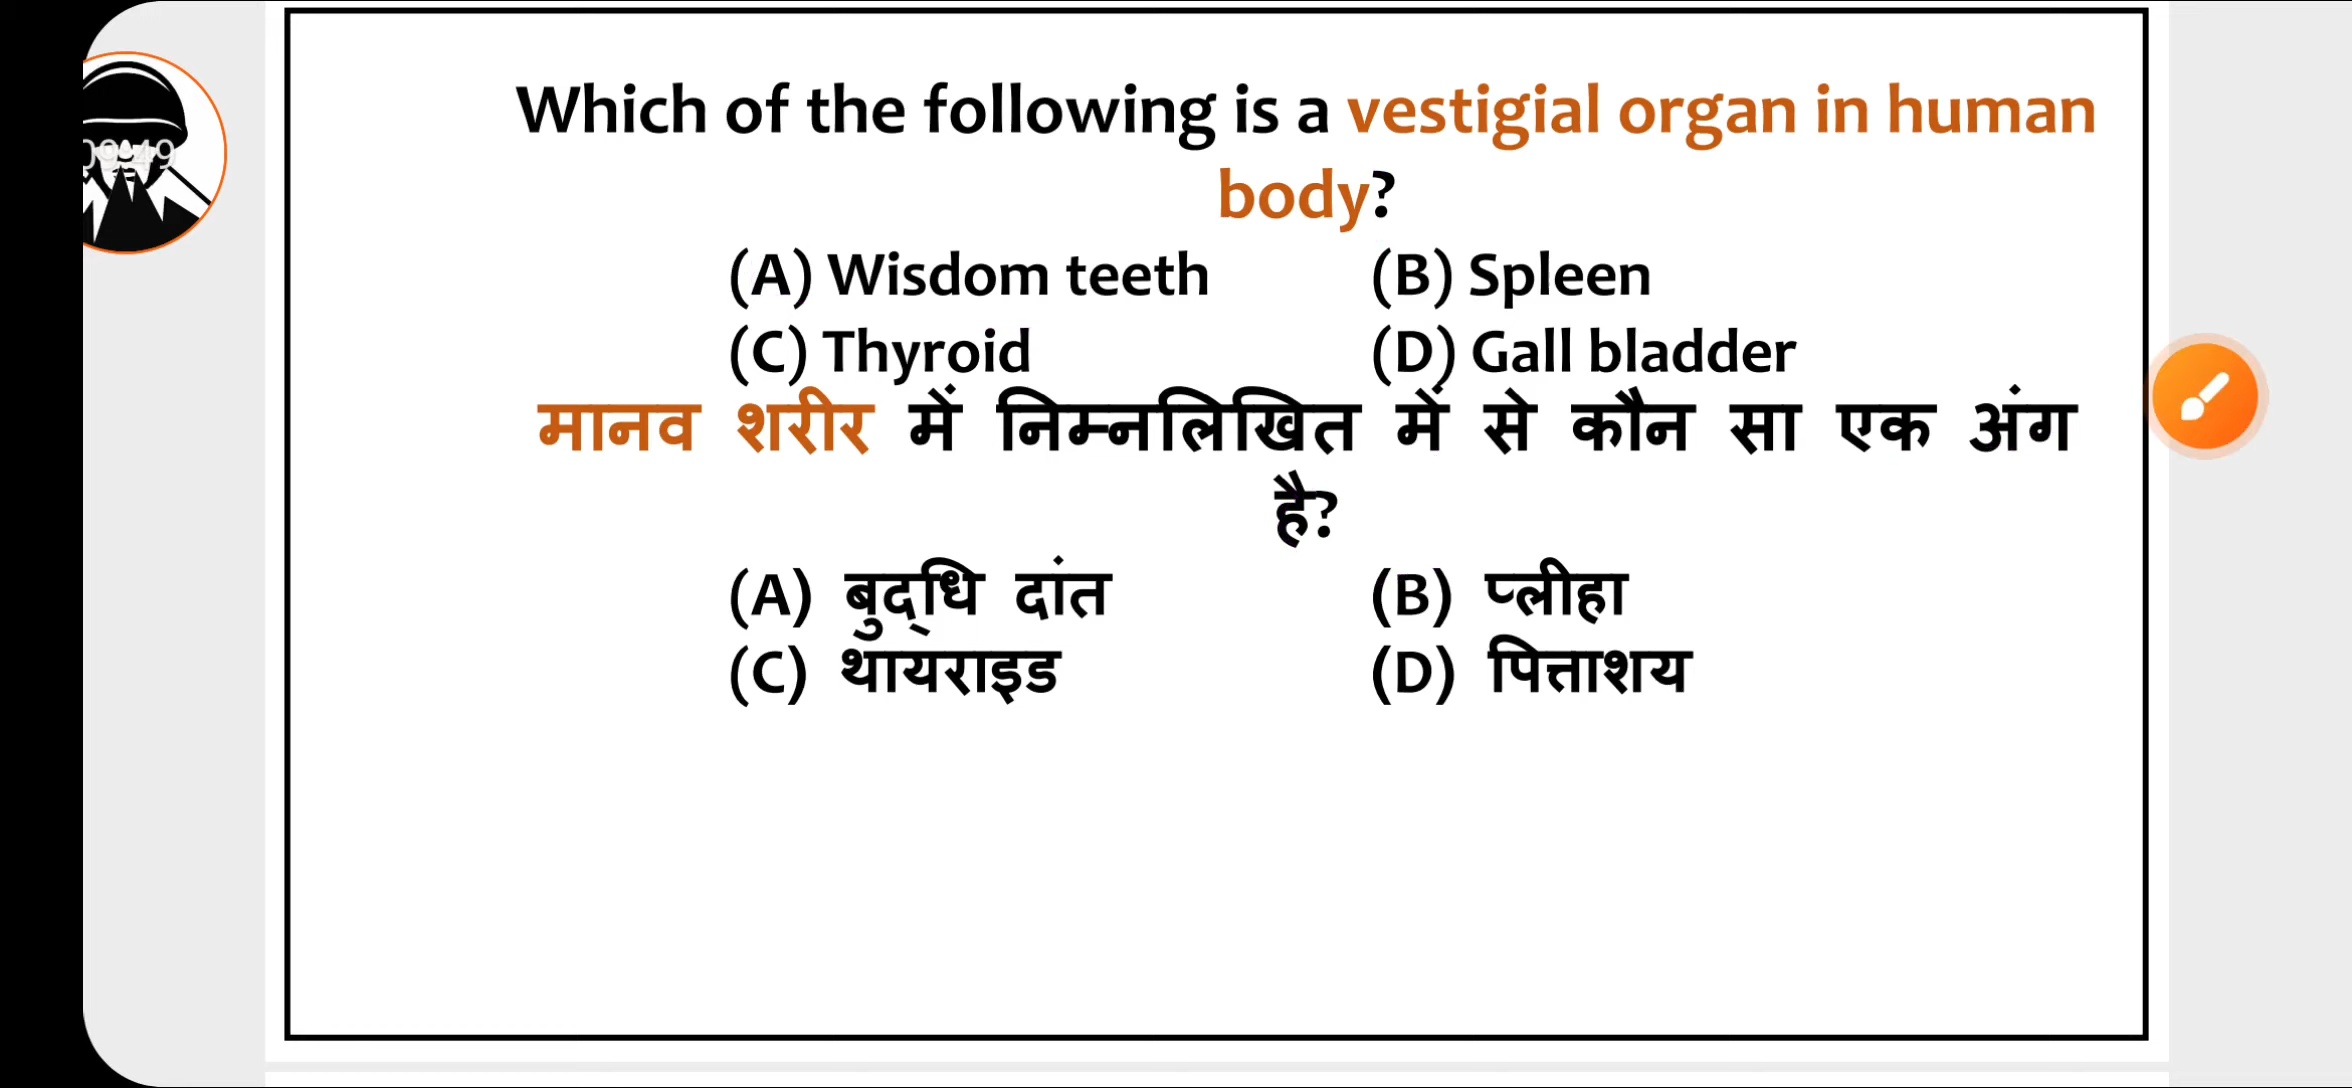 Which of the following is a vestigial organ in human
body?
(A) Wisdom teeth (B) Spleen
(C) Thyroid (D) Gall bladder
मानव शरीर में निम्नलिखित में से कौन सा एक अंग
है?
(A) बुद्धि दांत (B) प्लीहा
(C) थायराइड (D) पित्ताशय